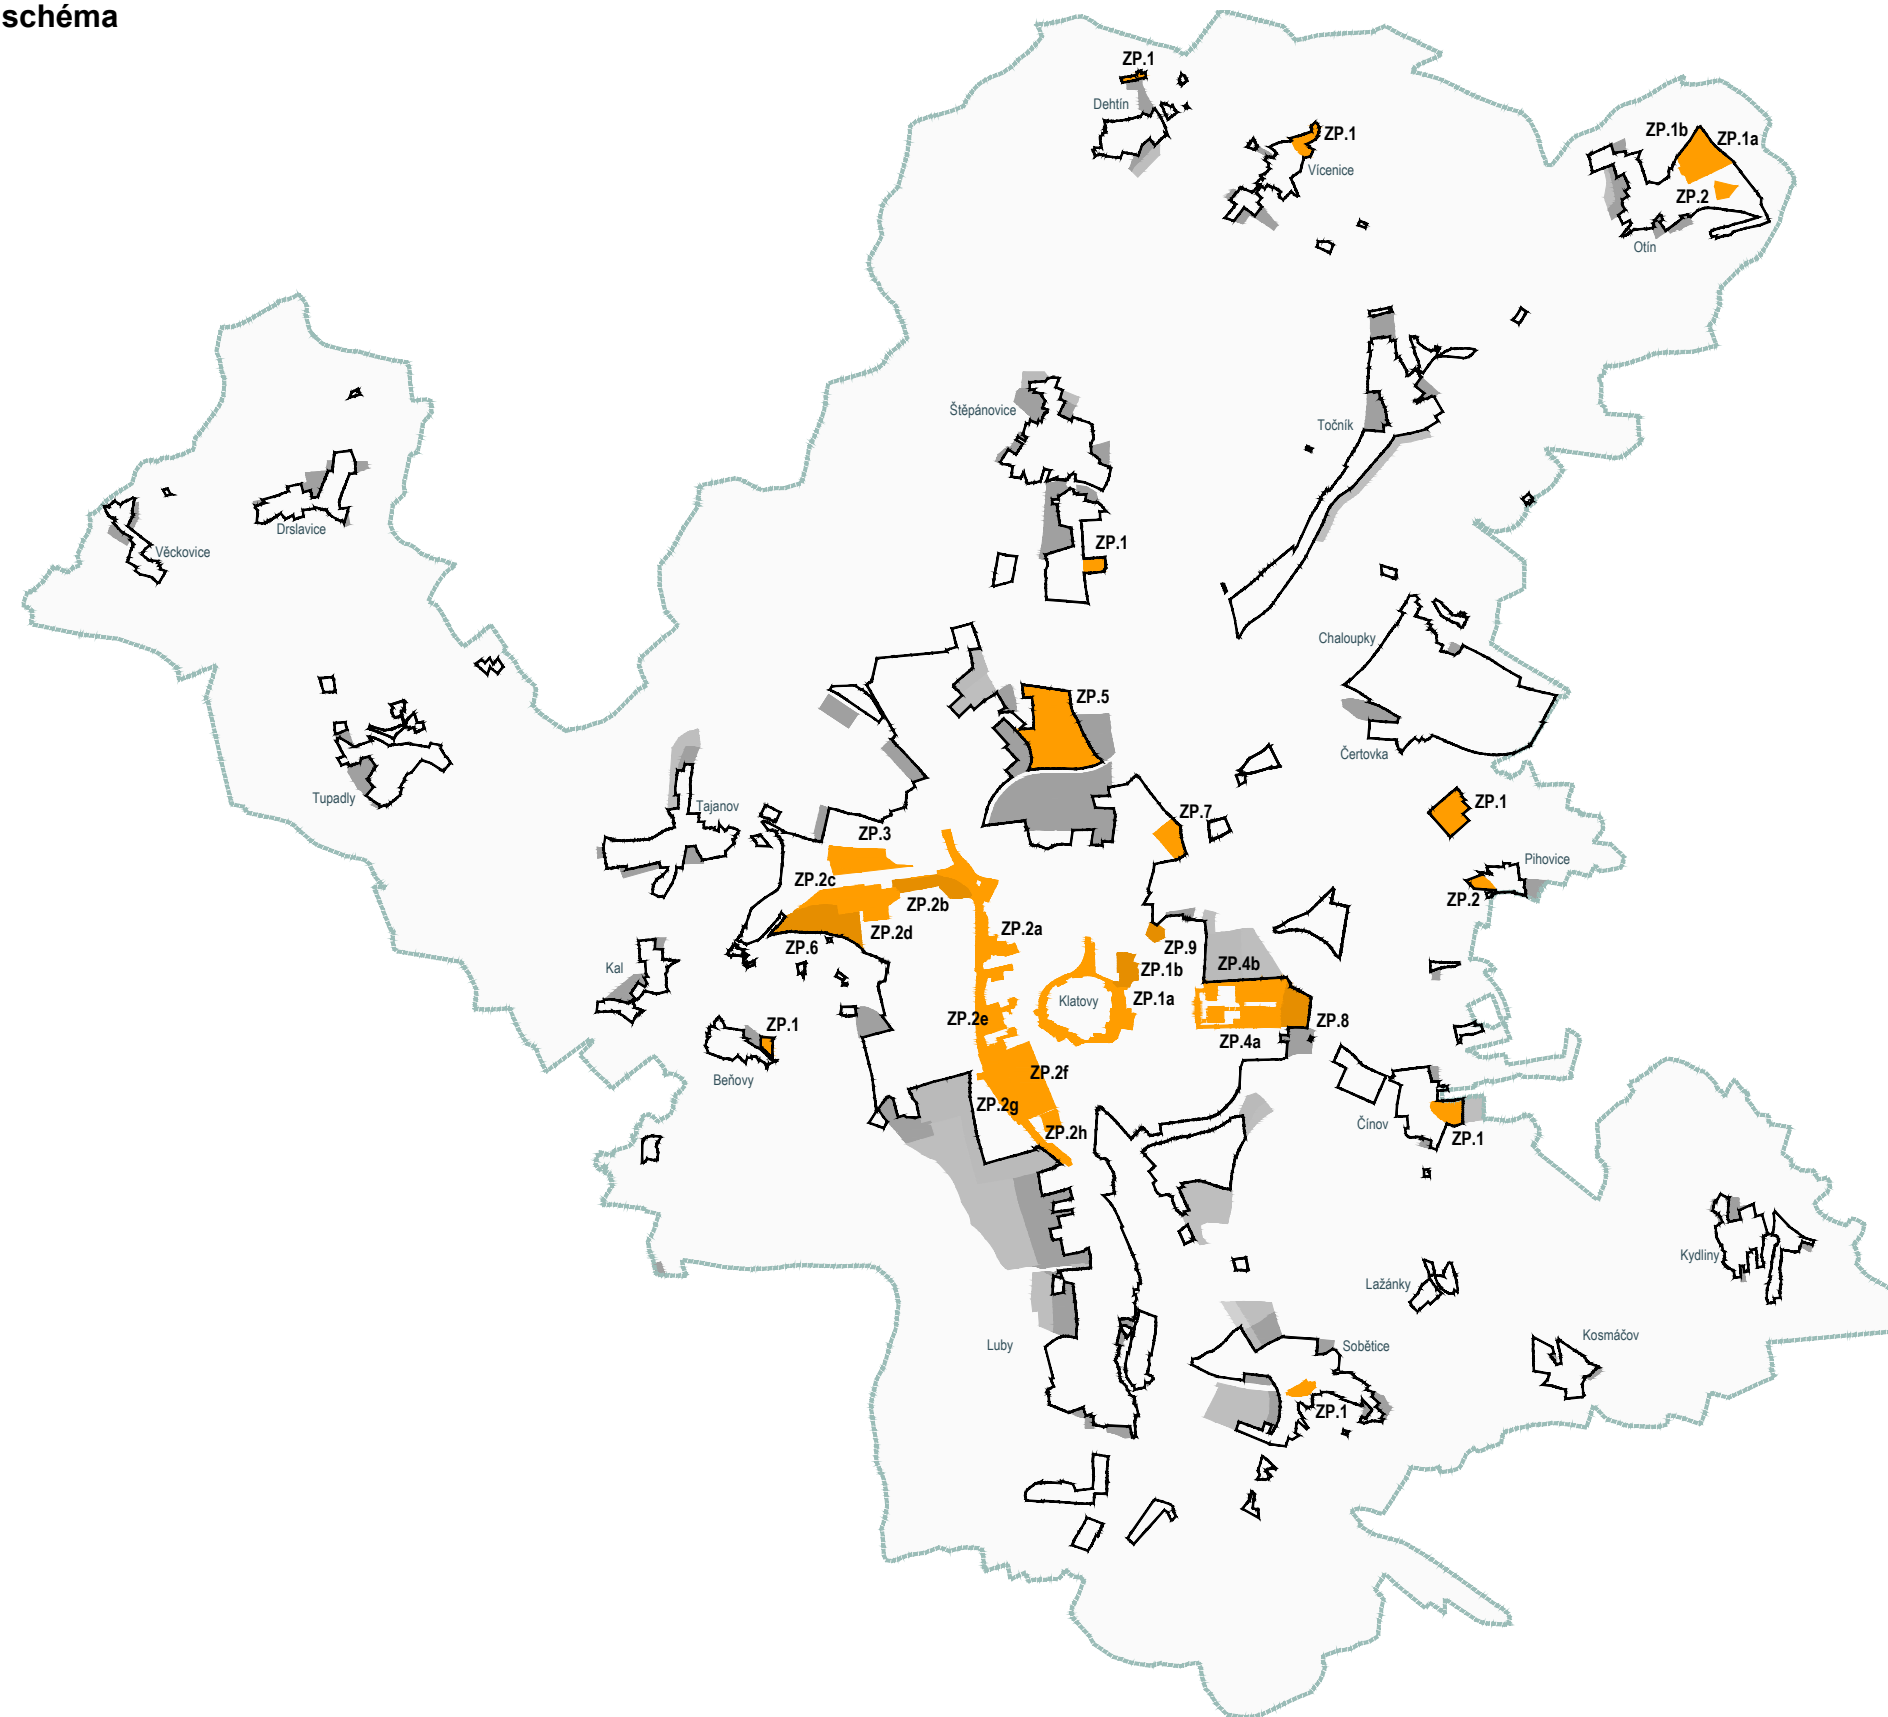 schéma
ZP.1
Dehtín
ZP.1
Vícenice
ZP.1b
ZP.1a
ZP.2
Otín
Štěpánovice
Točník
Drslavice
Věckovice
ZP.1
Chaloupky
ZP.5
Čertovka
Tupadly
Tajanov
ZP.7
ZP.1
ZP.3
Pihovice
ZP.2c
ZP.2b
ZP.2
ZP.2d
ZP.2a
ZP.6
ZP.9
Kal
ZP.1b
ZP.4b
Klatovy
ZP.1a
ZP.2e
ZP.1
ZP.8
ZP.4a
Beňovy
ZP.2f
ZP.2g
ZP.2h
Činov
ZP.1
Kydliny
Lažánky
Luby
Sobětice
Kosmáčov
ZP.1